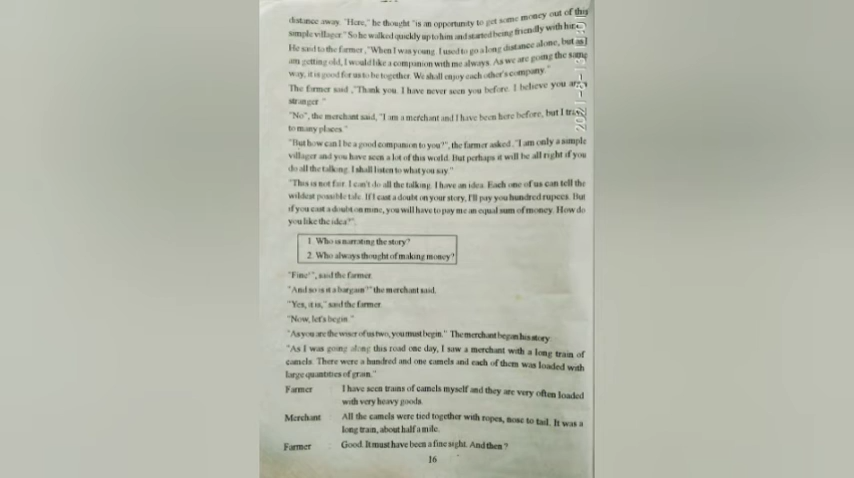 distance away. "Here," he thought "is an opportunity to get some money out of this
simple villager." So he walked quickly up to him and started being friendly with him.
He said to the farmer, "When I was young, I used to go a long distance alone, but as I
am getting old, I would like a companion with me always. As we are going the same
way, it is good for us to be together. We shall enjoy each other's company."
The farmer said, "Thank you. I have never seen you before. I believe you are
stranger."
"No", the merchant said, "I am a merchant and I have been here before, but I
to many places."
"But how can I be a good companion to you?", the farmer asked. "I am only a simple
villager and you have seen a lot of this world. But perhaps it will be all right if you
do all the talking. I shall listen to what you say."
"This is not fair. I can't do all the talking. I have an idea. Each one of us can tell the
wildest possible tale. If I cast a doubt on your story, I'll pay you hundred rupees. But
if you cast a doubt on mine, you will have to pay me an equal sum of money. How do
you like the idea?".
1. Who is narrating the story?
2. Who always thought of making money?
"Fine!", said the farmer.
"And so is it a bargain?" the merchant said.
"Yes, it is," said the farmer.
"Now, let's begin."
"As you are the wiser of us two, you must begin." The merchant began his story.
"As I was going along this road one day, I saw a merchant with a long train of
camels. There were a hundred and one camels and each of them was loaded with
large quantities of grain."
Farmer : I have seen trains of camels myself and they are very often loaded
with very heavy goods.
Merchant : All the camels were tied together with ropes, nose to tail. It was a
long train, about half a mile.
Farmer : Good. It must have been a fine sight. And then ?
16